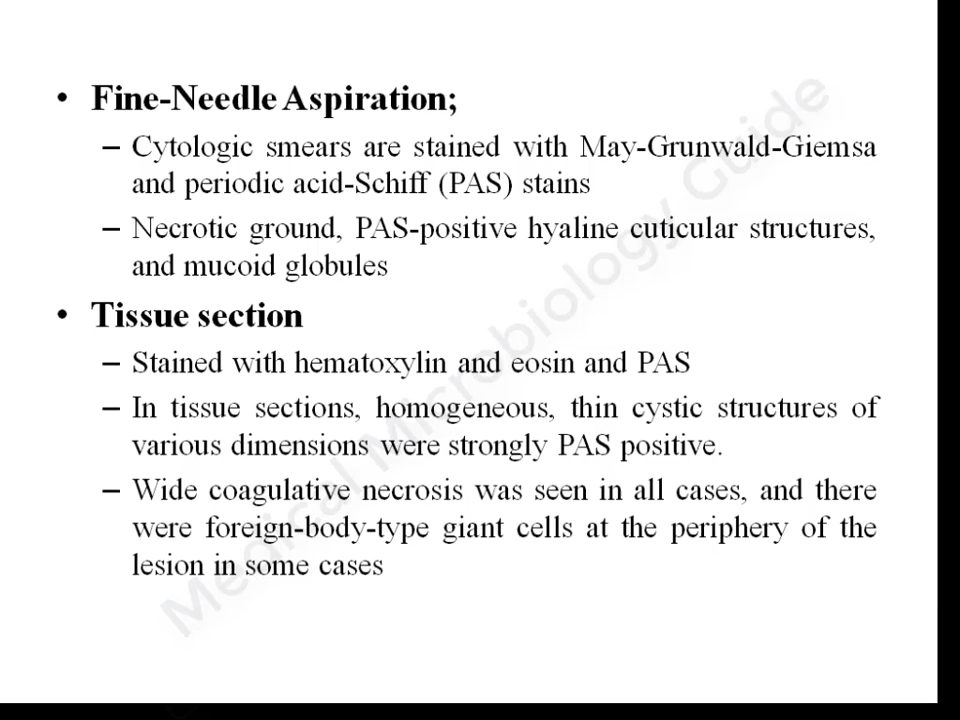 • Fine-Needle Aspiration;
– Cytologic smears are stained with May-Grunwald-Giemsa
and periodic acid-Schiff (PAS) stains
– Necrotic ground, PAS-positive hyaline cuticular structures,
and mucoid globules
• Tissue section
– Stained with hematoxylin and eosin and PAS
– In tissue sections, homogeneous, thin cystic structures of
various dimensions were strongly PAS positive.
– Wide coagulative necrosis was seen in all cases, and there
were foreign-body-type giant cells at the periphery of the
lesion in some cases
Medical Microbiology Guide